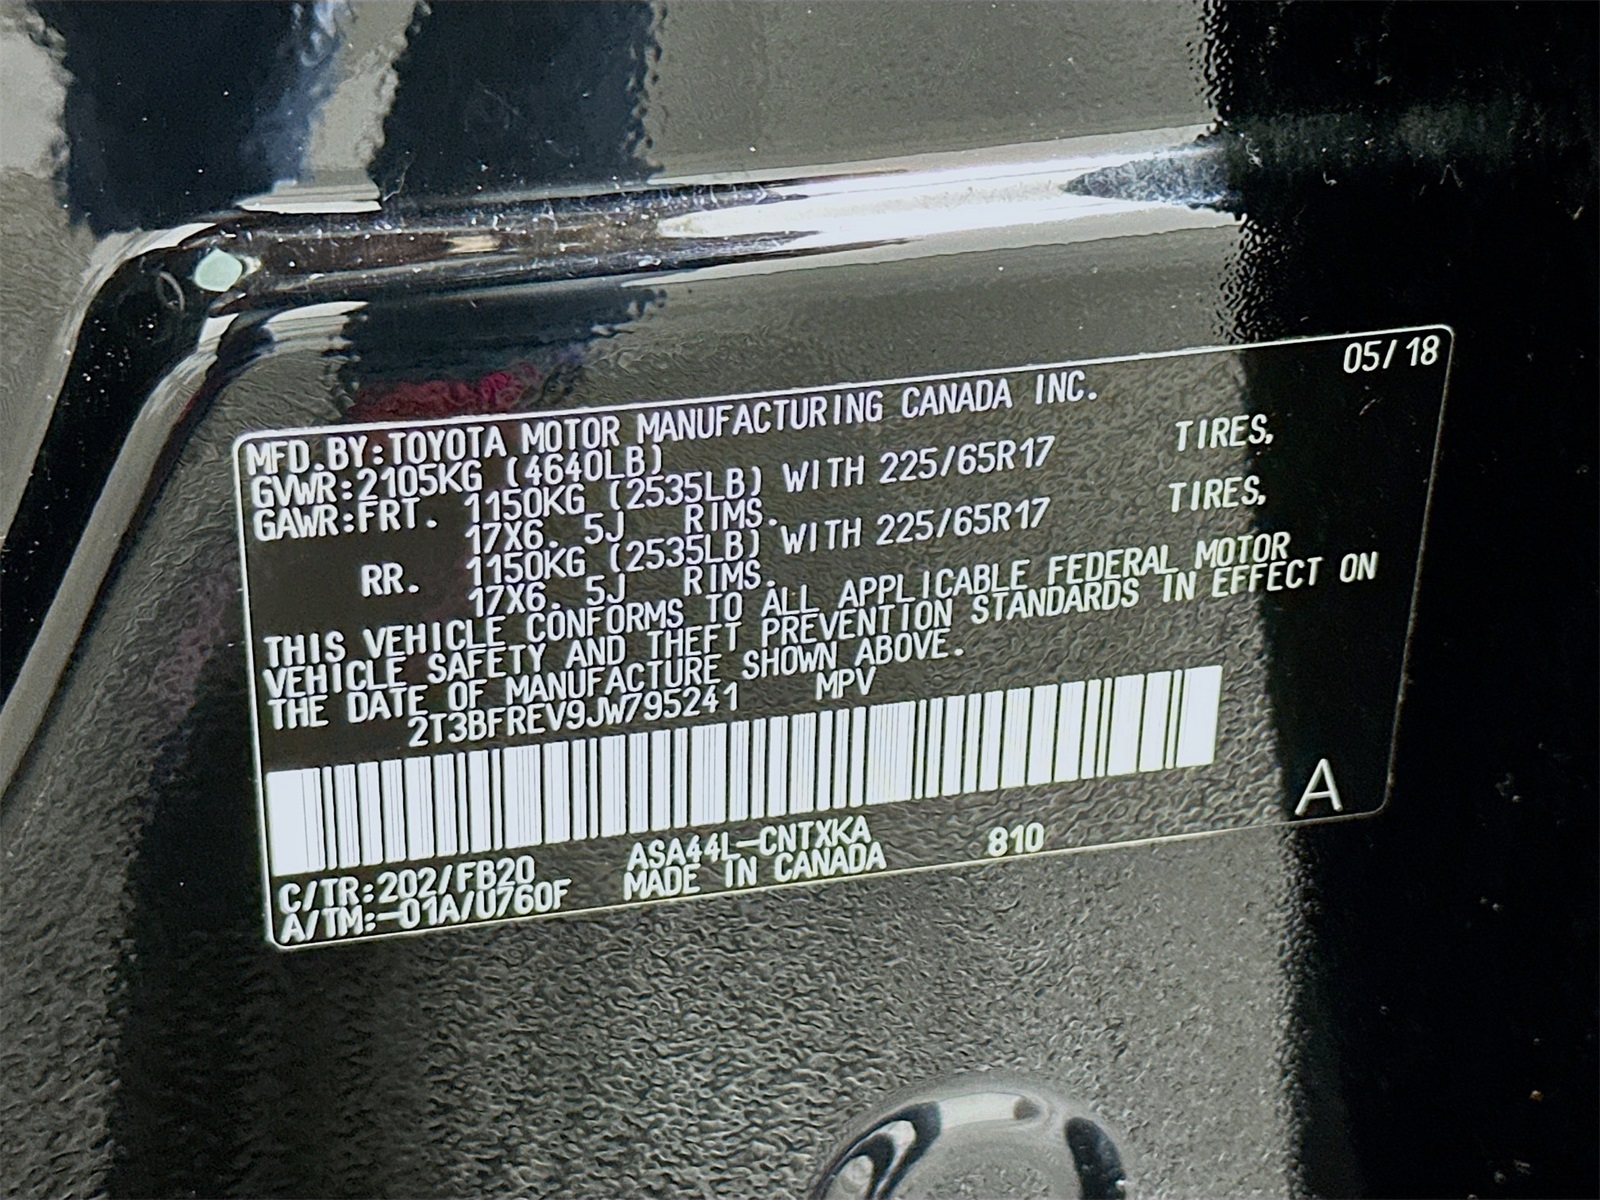 05/18
MFD.BY:TOYOTA MOTOR MANUFACTURING CANADA INC.
GVWR:2105KG (4640LB)
GAWR:FRT. 1150KG (2535LB) WITH 225/65R17 TIRES,
17X6. 5J RIMS.
RR. 1150KG (2535LB) WITH 225/65R17 TIRES,
17X6. 5J RIMS.
THIS VEHICLE CONFORMS TO ALL APPLICABLE FEDERAL MOTOR
VEHICLE SAFETY AND THEFT PREVENTION STANDARDS IN EFFECT ON
THE DATE OF MANUFACTURE SHOWN ABOVE.
2T3BFREV9JW795241 MPV
A
C/TR:202/FB20 ASA44L-CNTXKA 810
A/TM:-01A/U760F MADE IN CANADA